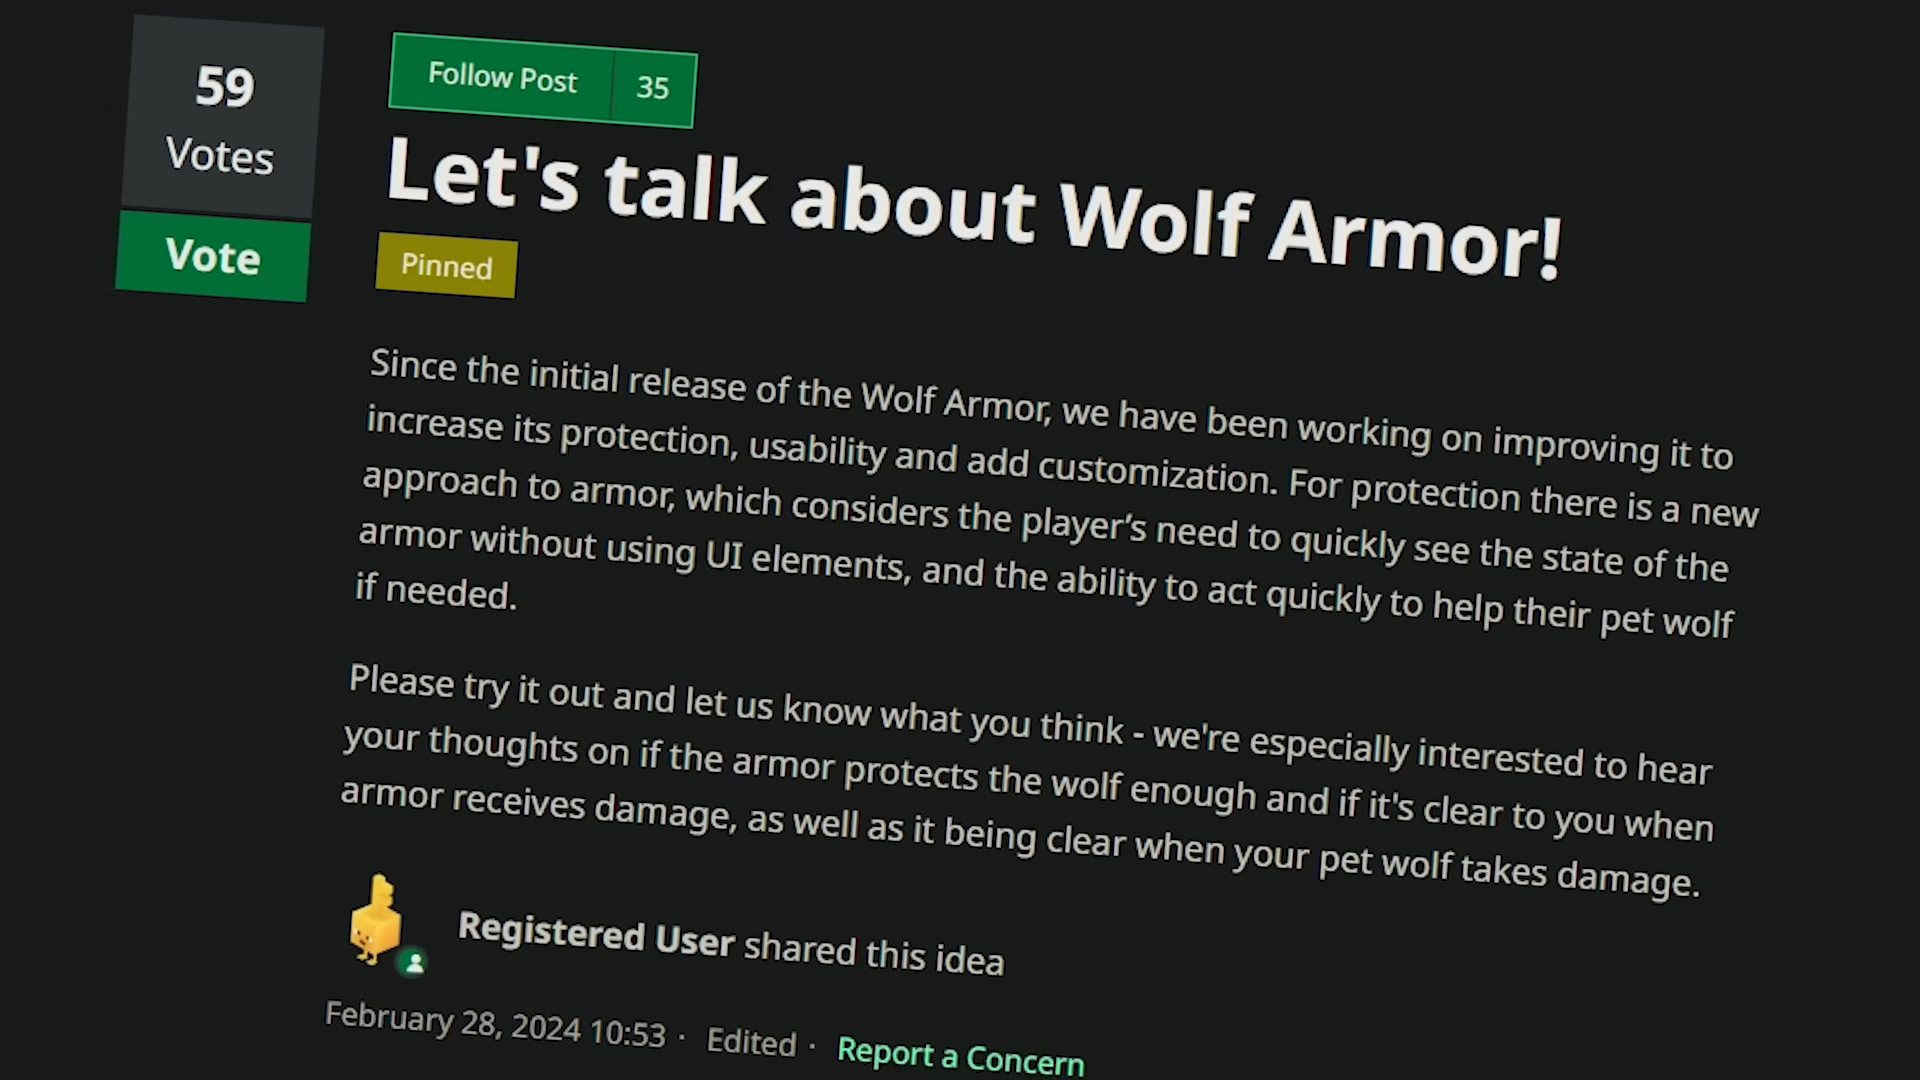 59
Votes
Vote
Follow Post 35
Let's talk about Wolf Armor!
Pinned
Since the initial release of the Wolf Armor, we have been working on improving it to
increase its protection, usability and add customization. For protection there is a new
approach to armor, which considers the player’s need to quickly see the state of the
armor without using UI elements, and the ability to act quickly to help their pet wolf
if needed.
Please try it out and let us know what you think - we're especially interested to hear
your thoughts on if the armor protects the wolf enough and if it's clear to you when
armor receives damage, as well as it being clear when your pet wolf takes damage.
Registered User shared this idea
February 28, 2024 10:53 · Edited · Report a Concern